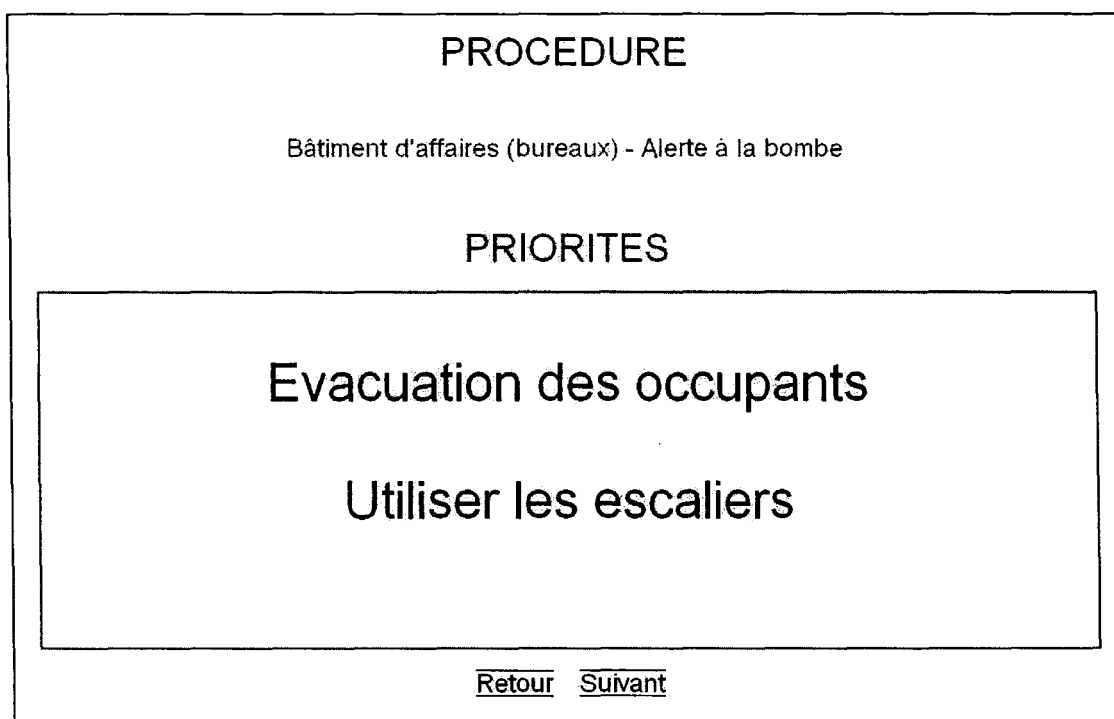 PROCEDURE
Bâtiment d'affaires (bureaux) - Alerte à la bombe
PRIORITES
Evacuation des occupants
Utiliser les escaliers
Retour Suivant